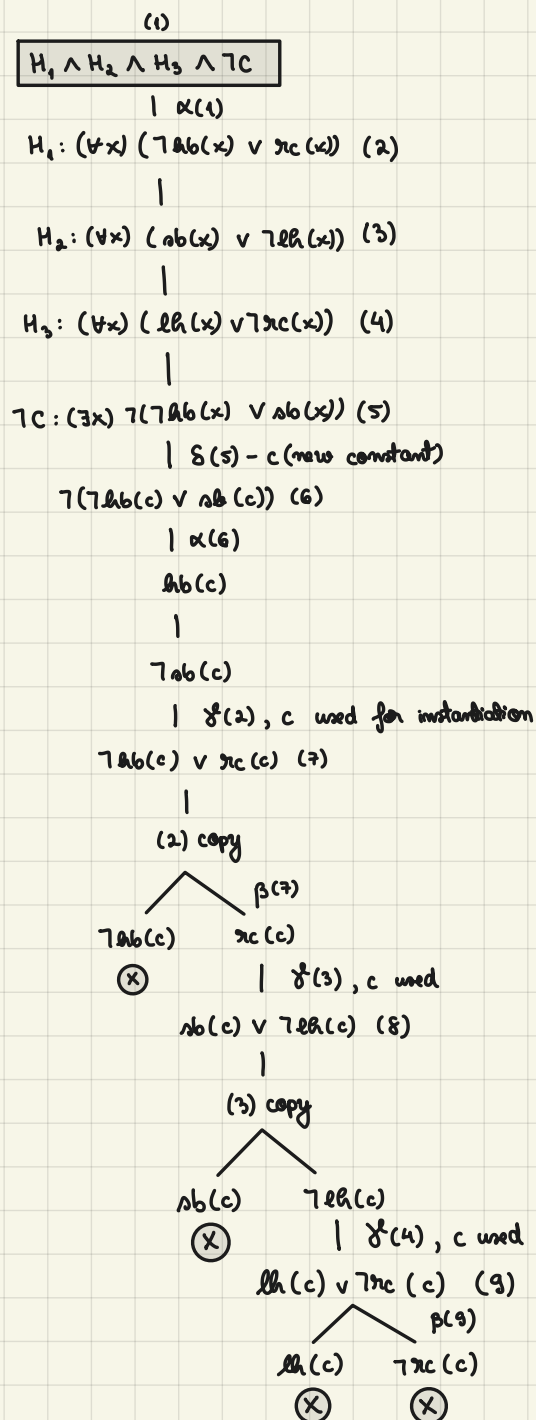 (1)
H₁ ∧ H₂ ∧ H₃ ∧ ¬C
| α(1)
H₁: (∀x) (¬hb(x) ∨ rc(x)) (2)
|
H₂: (∀x) (sb(x) ∨ ¬lh(x)) (3)
|
H₃: (∀x) (lh(x) ∨ ¬rc(x)) (4)
|
¬C: (∃x) ¬(¬hb(x) ∨ sb(x)) (5)
| δ(5) - c (new constant)
¬(¬hb(c) ∨ sb(c)) (6)
| α(6)
hb(c)
|
¬sb(c)
| γ(2), c used for instantiation
¬hb(c) ∨ rc(c) (7)
|
(2) copy
β(7)
¬hb(c) rc(c)
ⓧ | γ(3), c used
sb(c) ∨ ¬lh(c) (8)
|
(3) copy
sb(c) ¬lh(c)
ⓧ | γ(4), c used
lh(c) ∨ ¬rc(c) (9)
β(9)
lh(c) ¬rc(c)
ⓧ ⓧ